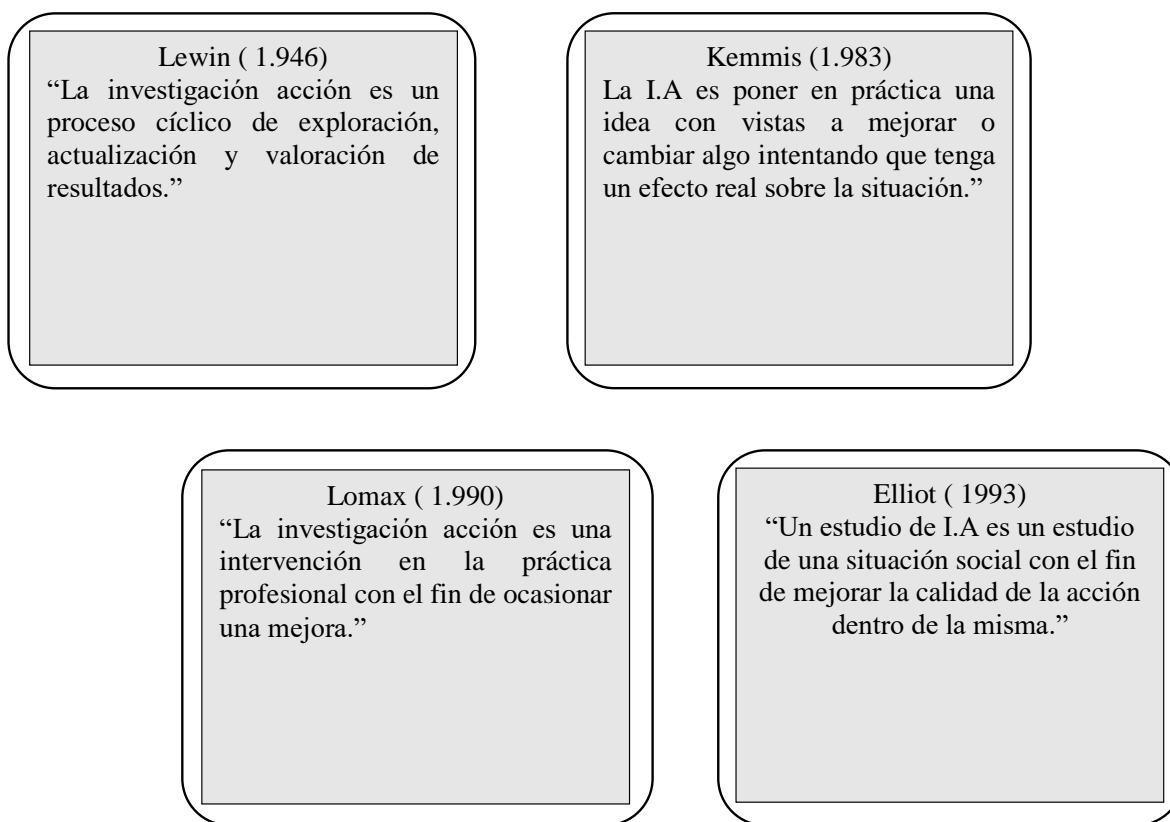 Lewin ( 1.946)
“La investigación acción es un
proceso cíclico de exploración,
actualización y valoración de
resultados.”
Kemmis (1.983)
La I.A es poner en práctica una
idea con vistas a mejorar o
cambiar algo intentando que tenga
un efecto real sobre la situación.”
Lomax ( 1.990)
“La investigación acción es una
intervención en la práctica
profesional con el fin de ocasionar
una mejora.”
Elliot ( 1993)
“Un estudio de I.A es un estudio
de una situación social con el fin
de mejorar la calidad de la acción
dentro de la misma.”